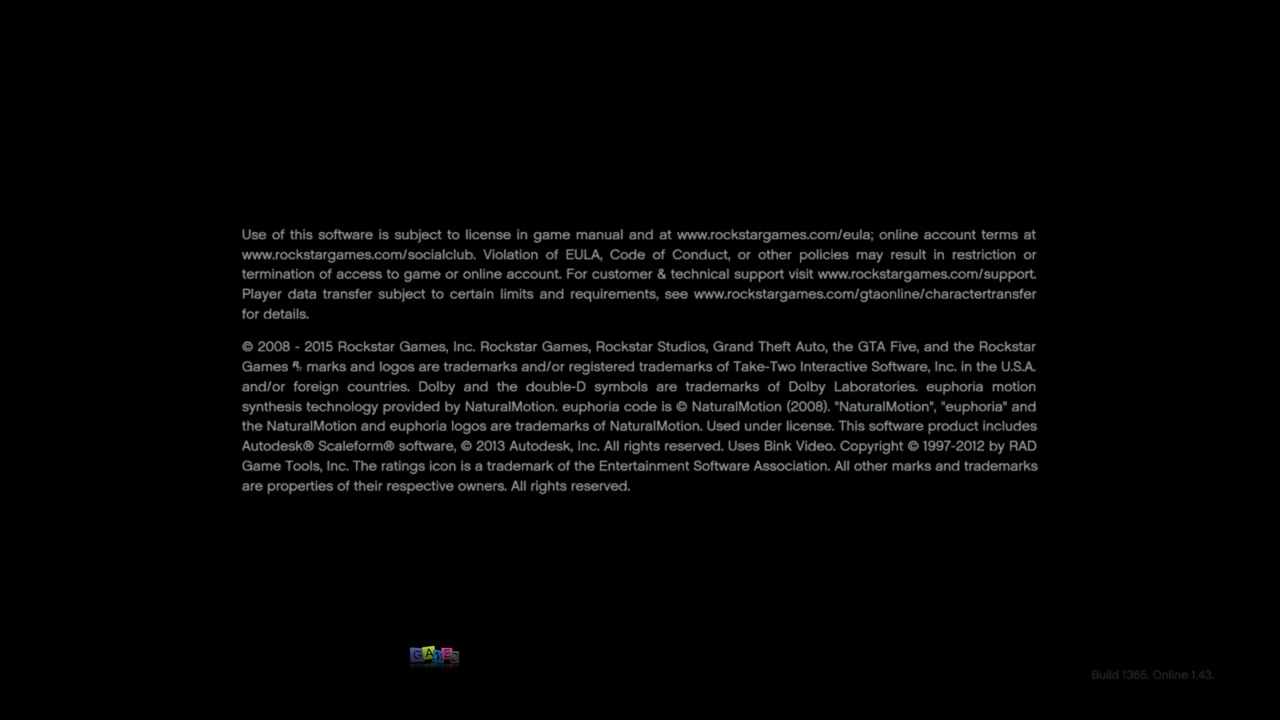 Use of this software is subject to license in game manual and at www.rockstargames.com/eula; online account terms at
www.rockstargames.com/socialclub. Violation of EULA, Code of Conduct, or other policies may result in restriction or
termination of access to game or online account. For customer & technical support visit www.rockstargames.com/support.
Player data transfer subject to certain limits and requirements, see www.rockstargames.com/gtaonline/charactertransfer
for details.
© 2008 - 2015 Rockstar Games, Inc. Rockstar Games, Rockstar Studios, Grand Theft Auto, the GTA Five, and the Rockstar
Games R* marks and logos are trademarks and/or registered trademarks of Take-Two Interactive Software, Inc. in the U.S.A.
and/or foreign countries. Dolby and the double-D symbols are trademarks of Dolby Laboratories. euphoria motion
synthesis technology provided by NaturalMotion. euphoria code is © NaturalMotion (2008). "NaturalMotion", "euphoria" and
the NaturalMotion and euphoria logos are trademarks of NaturalMotion. Used under license. This software product includes
Autodesk® Scaleform® software, © 2013 Autodesk, Inc. All rights reserved. Uses Bink Video. Copyright © 1997-2012 by RAD
Game Tools, Inc. The ratings icon is a trademark of the Entertainment Software Association. All other marks and trademarks
are properties of their respective owners. All rights reserved.
GAMES
Build 1365. Online 1.43.